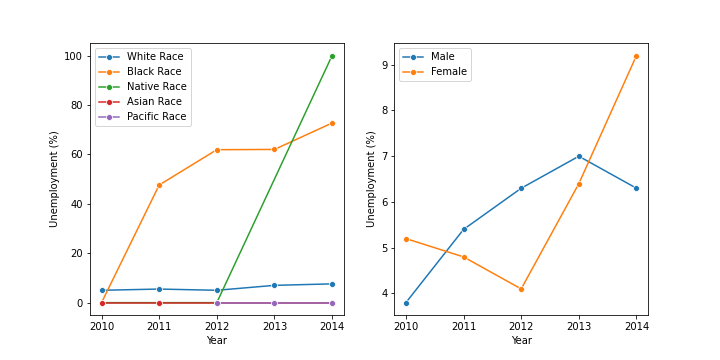 100
80
60
40
20
0
Unemployment (%)
White Race
Black Race
Native Race
Asian Race
Pacific Race
2010 2011 2012 2013 2014
Year
9
8
7
6
5
4
Unemployment (%)
Male
Female
2010 2011 2012 2013 2014
Year